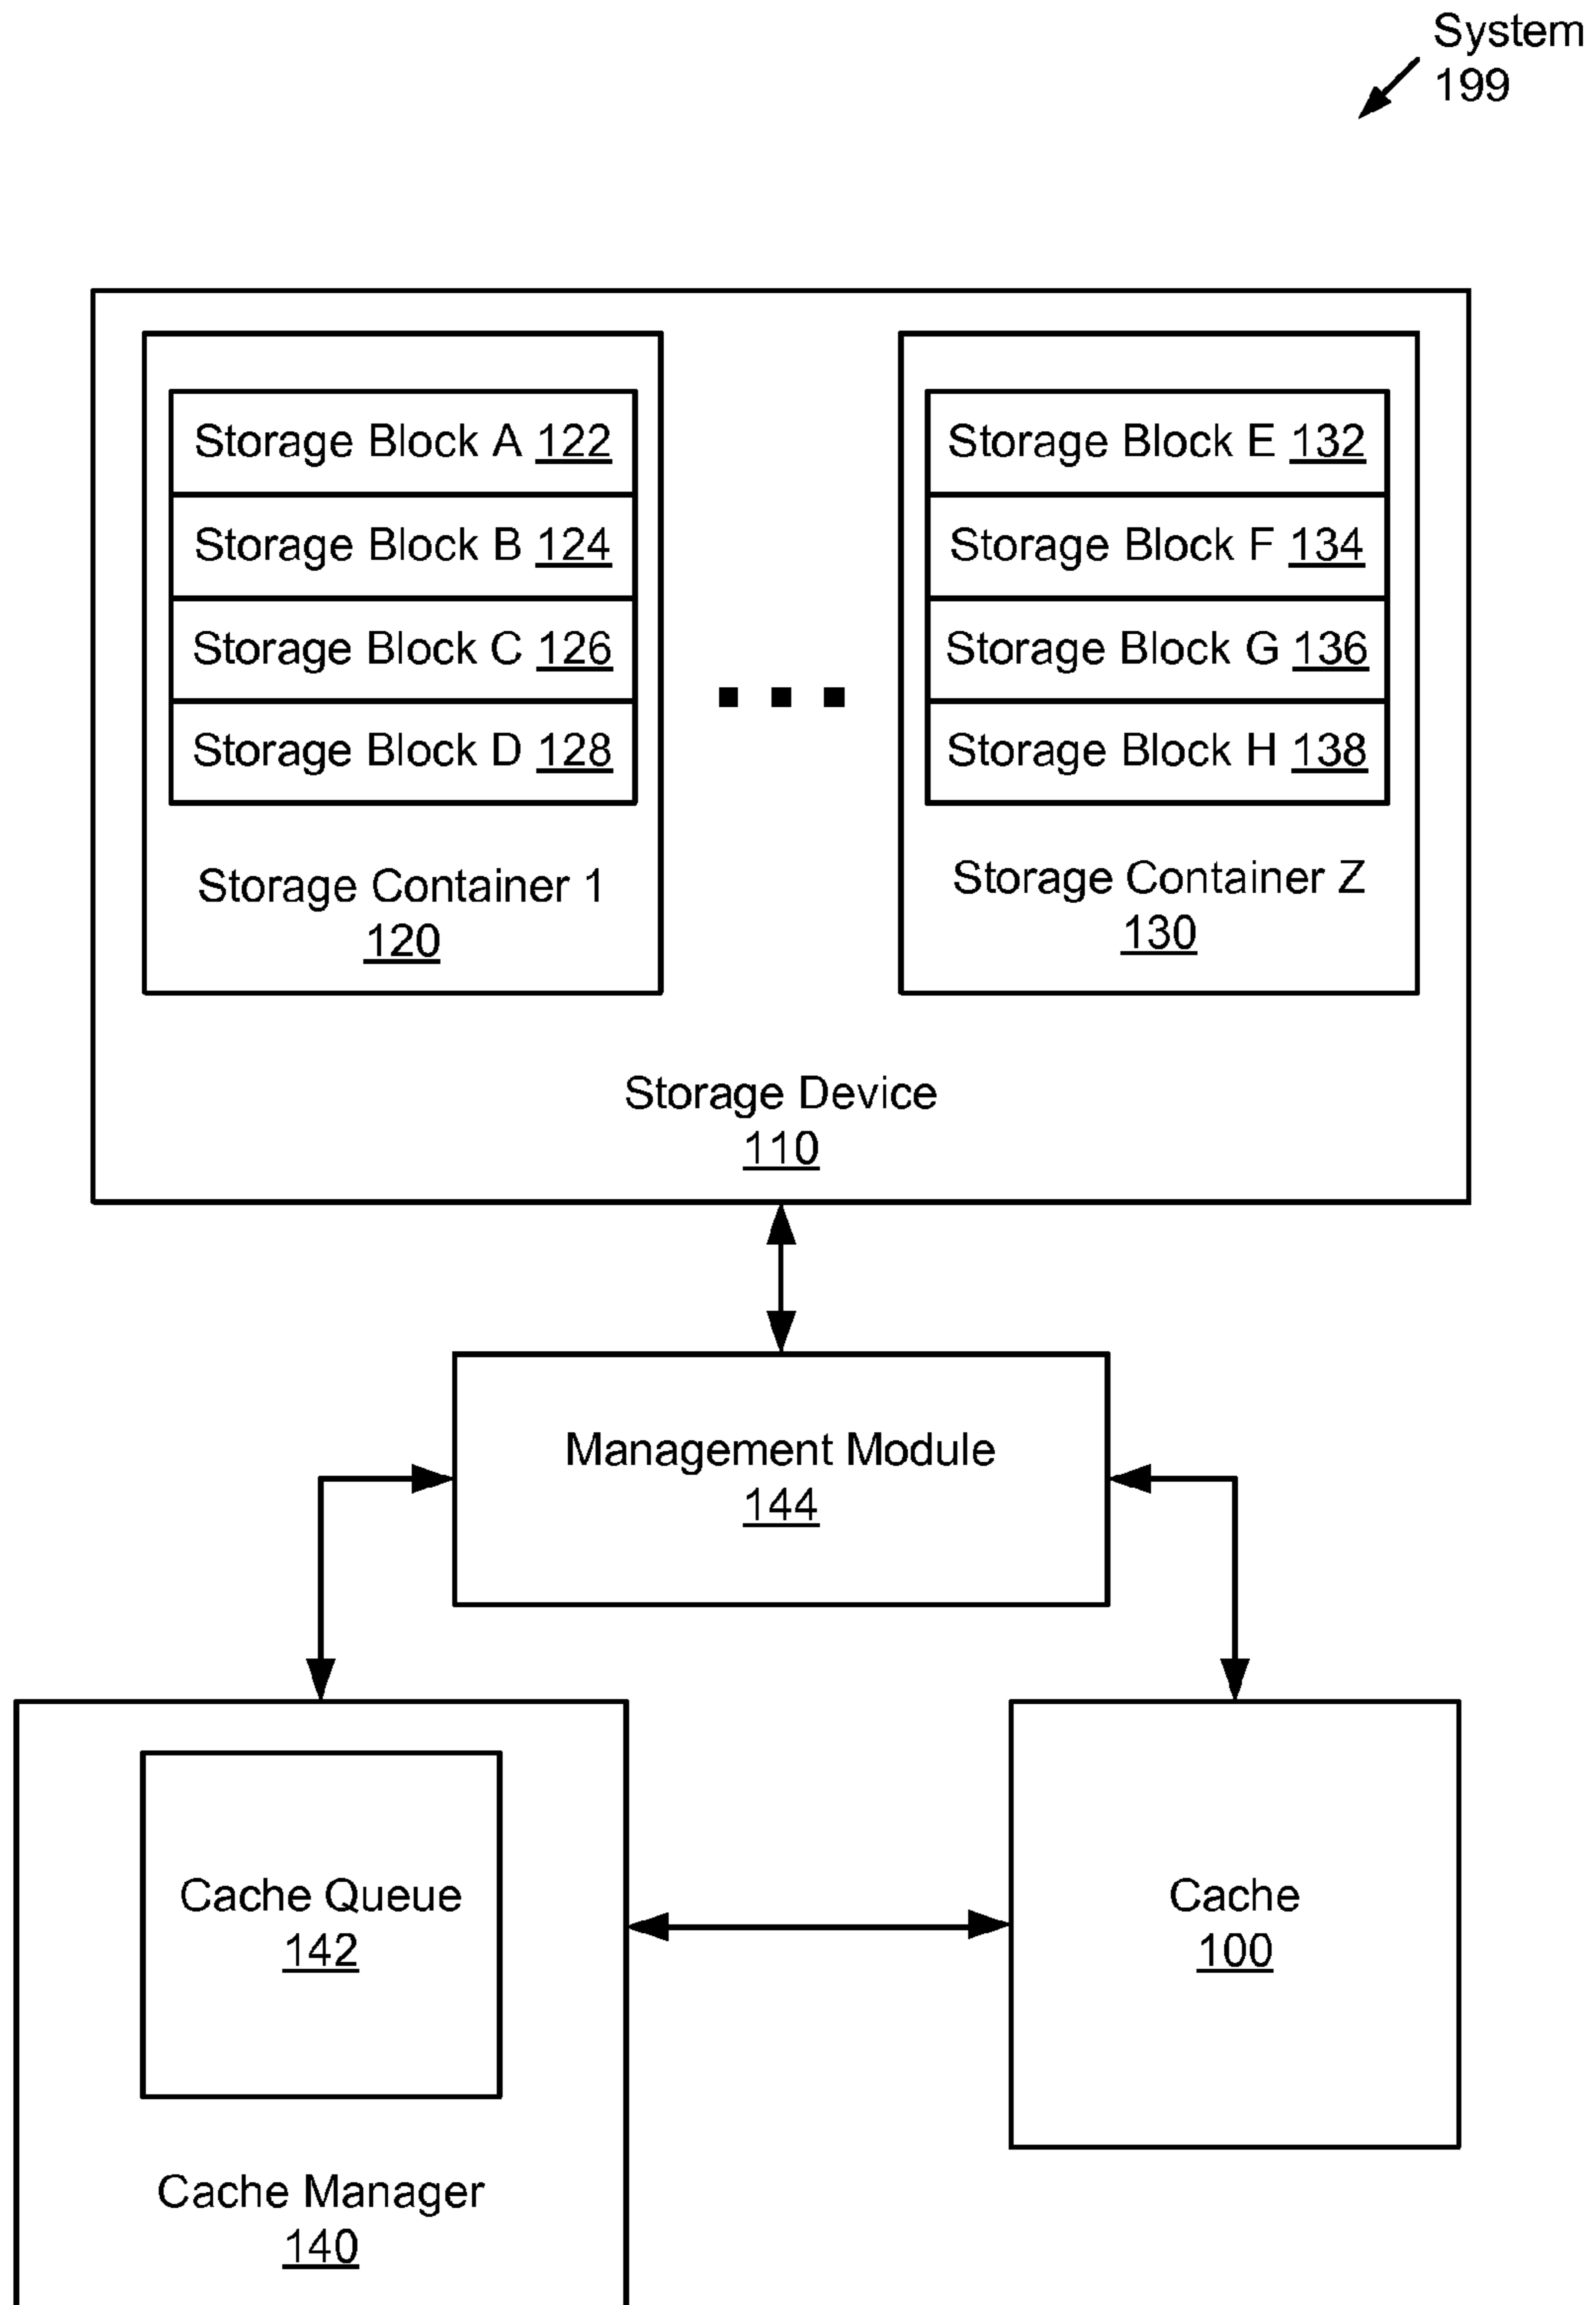 System
199
Storage Block A 122
Storage Block B 124
Storage Block C 126
Storage Block D 128
Storage Container 1
120
Storage Block E 132
Storage Block F 134
Storage Block G 136
Storage Block H 138
Storage Container Z
130
Storage Device
110
Management Module
144
Cache Queue
142
Cache Manager
140
Cache
100